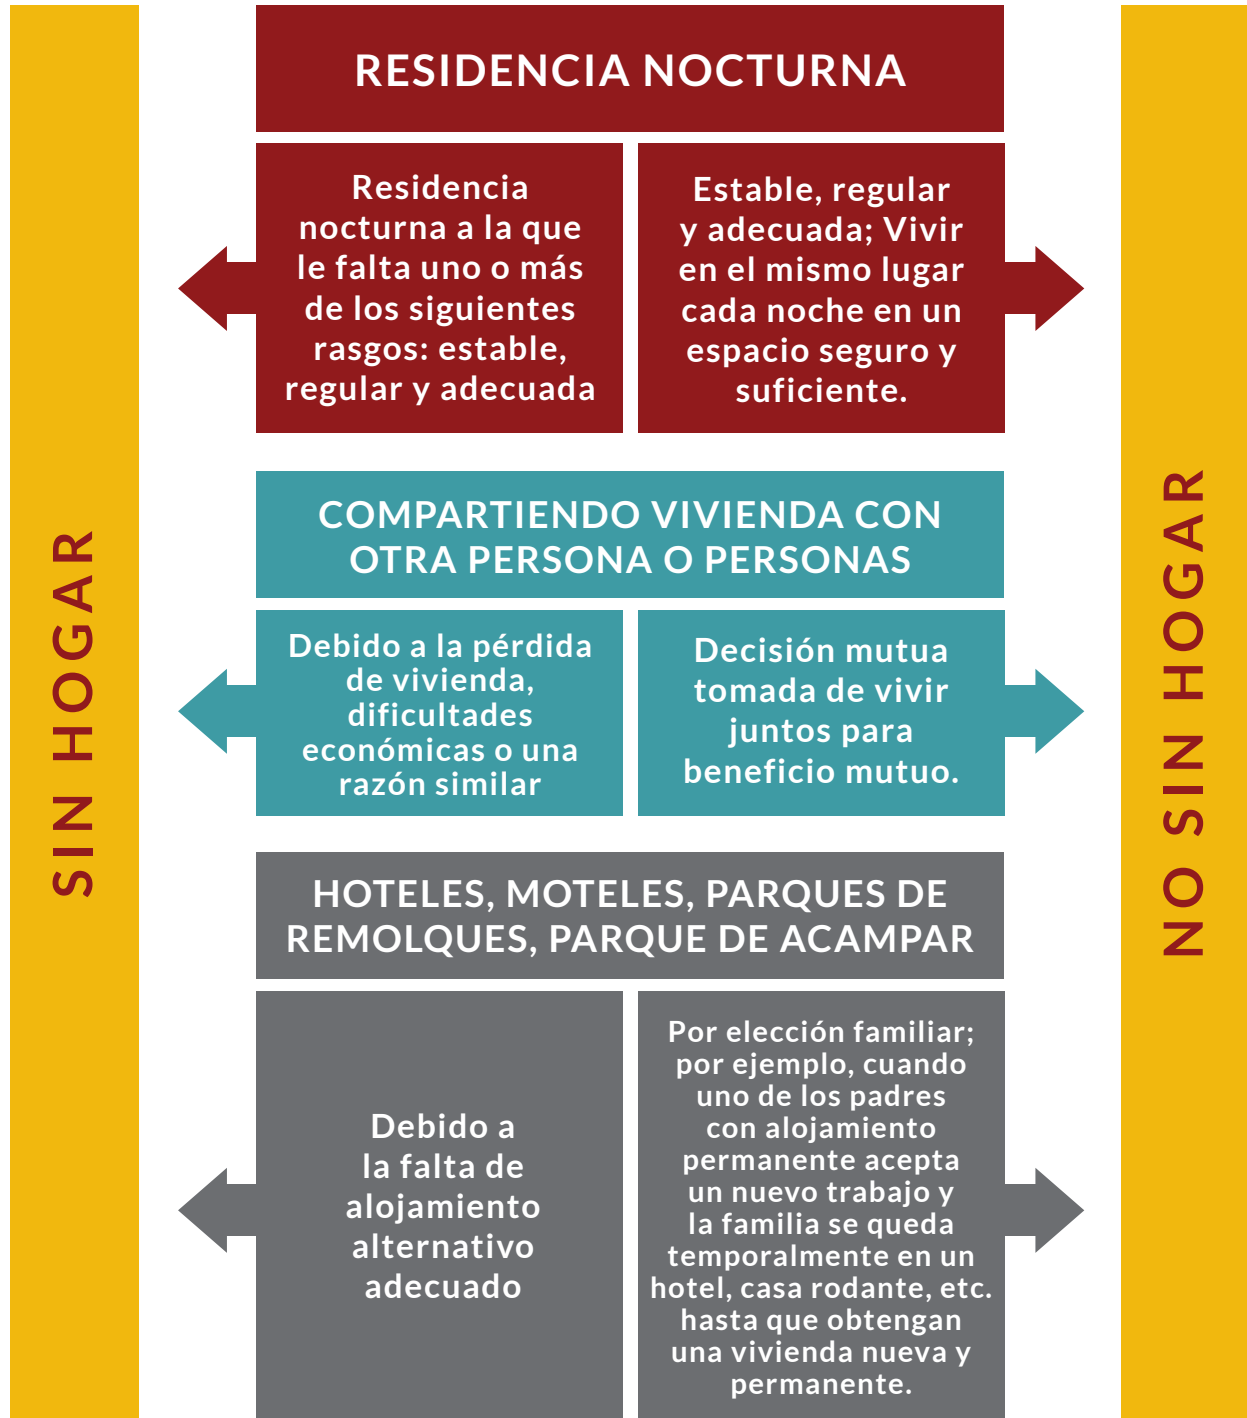 SIN HOGAR
RESIDENCIA NOCTURNA
Residencia
nocturna a la que
le falta uno o más
de los siguientes
rasgos: estable,
regular y adecuada
Estable, regular
y adecuada; Vivir
en el mismo lugar
cada noche en un
espacio seguro y
suficiente.
COMPARTIENDO VIVIENDA CON
OTRA PERSONA O PERSONAS
Debido a la pérdida
de vivienda,
dificultades
económicas o una
razón similar
Decisión mutua
tomada de vivir
juntos para
beneficio mutuo.
HOTELES, MOTELES, PARQUES DE
REMOLQUES, PARQUE DE ACAMPAR
Debido a
la falta de
alojamiento
alternativo
adecuado
Por elección familiar;
por ejemplo, cuando
uno de los padres
con alojamiento
permanente acepta
un nuevo trabajo y
la familia se queda
temporalmente en un
hotel, casa rodante, etc.
hasta que obtengan
una vivienda nueva y
permanente.
NO SIN HOGAR